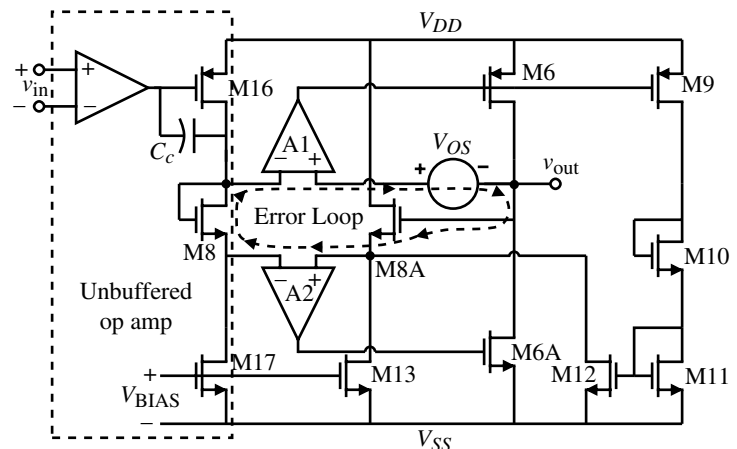 V_DD
+ + M16 M6 M9
v_in
− −
C_c A1 V_OS
− + + − v_out
Error Loop
M8 M8A M10
− +
A2
Unbuffered
op amp
M17 M13 M6A M12 M11
+
V_BIAS
−
V_SS